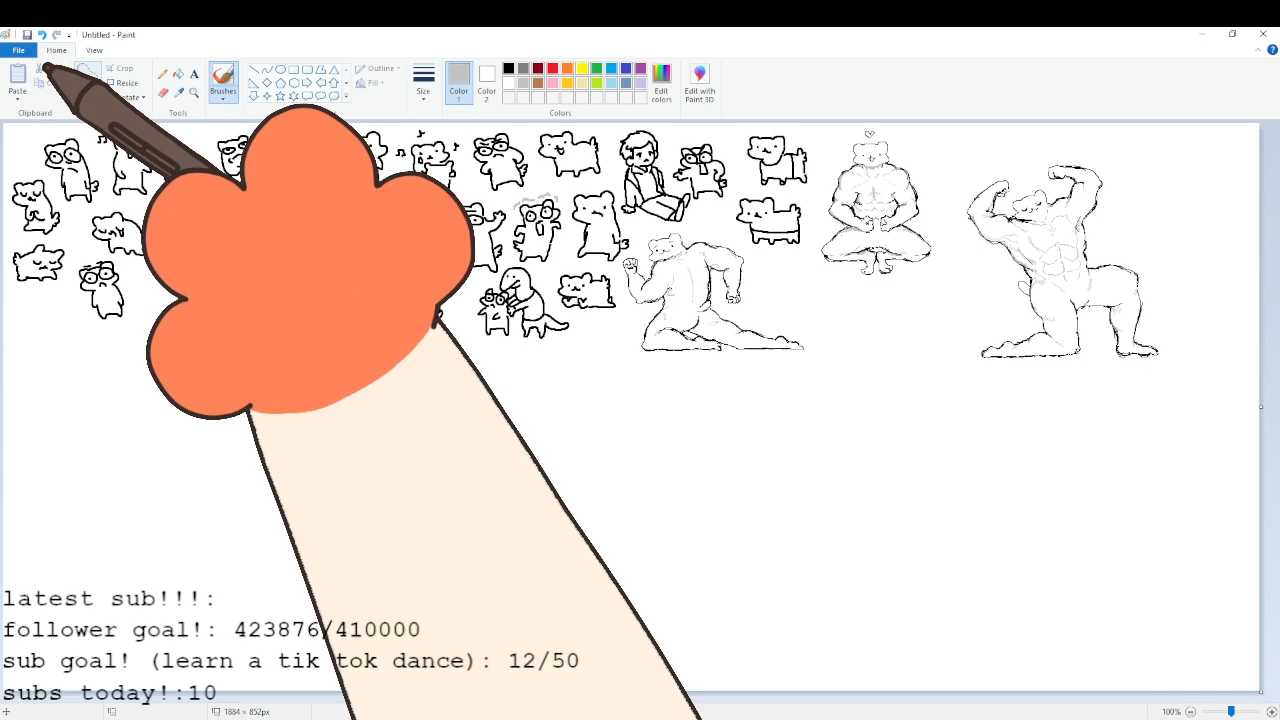 Untitled - Paint
File
Home
View
Paste
Crop
Resize
Brushes
Outline
Fill
Size
Color
1
Color
2
Edit
colors
Edit with
Paint 3D
Clipboard
Tools
Colors
latest sub!!!:
follower goal!: 423876/410000
sub goal! (learn a tik tok dance): 12/50
subs today!:10
1884 × 852px
100%